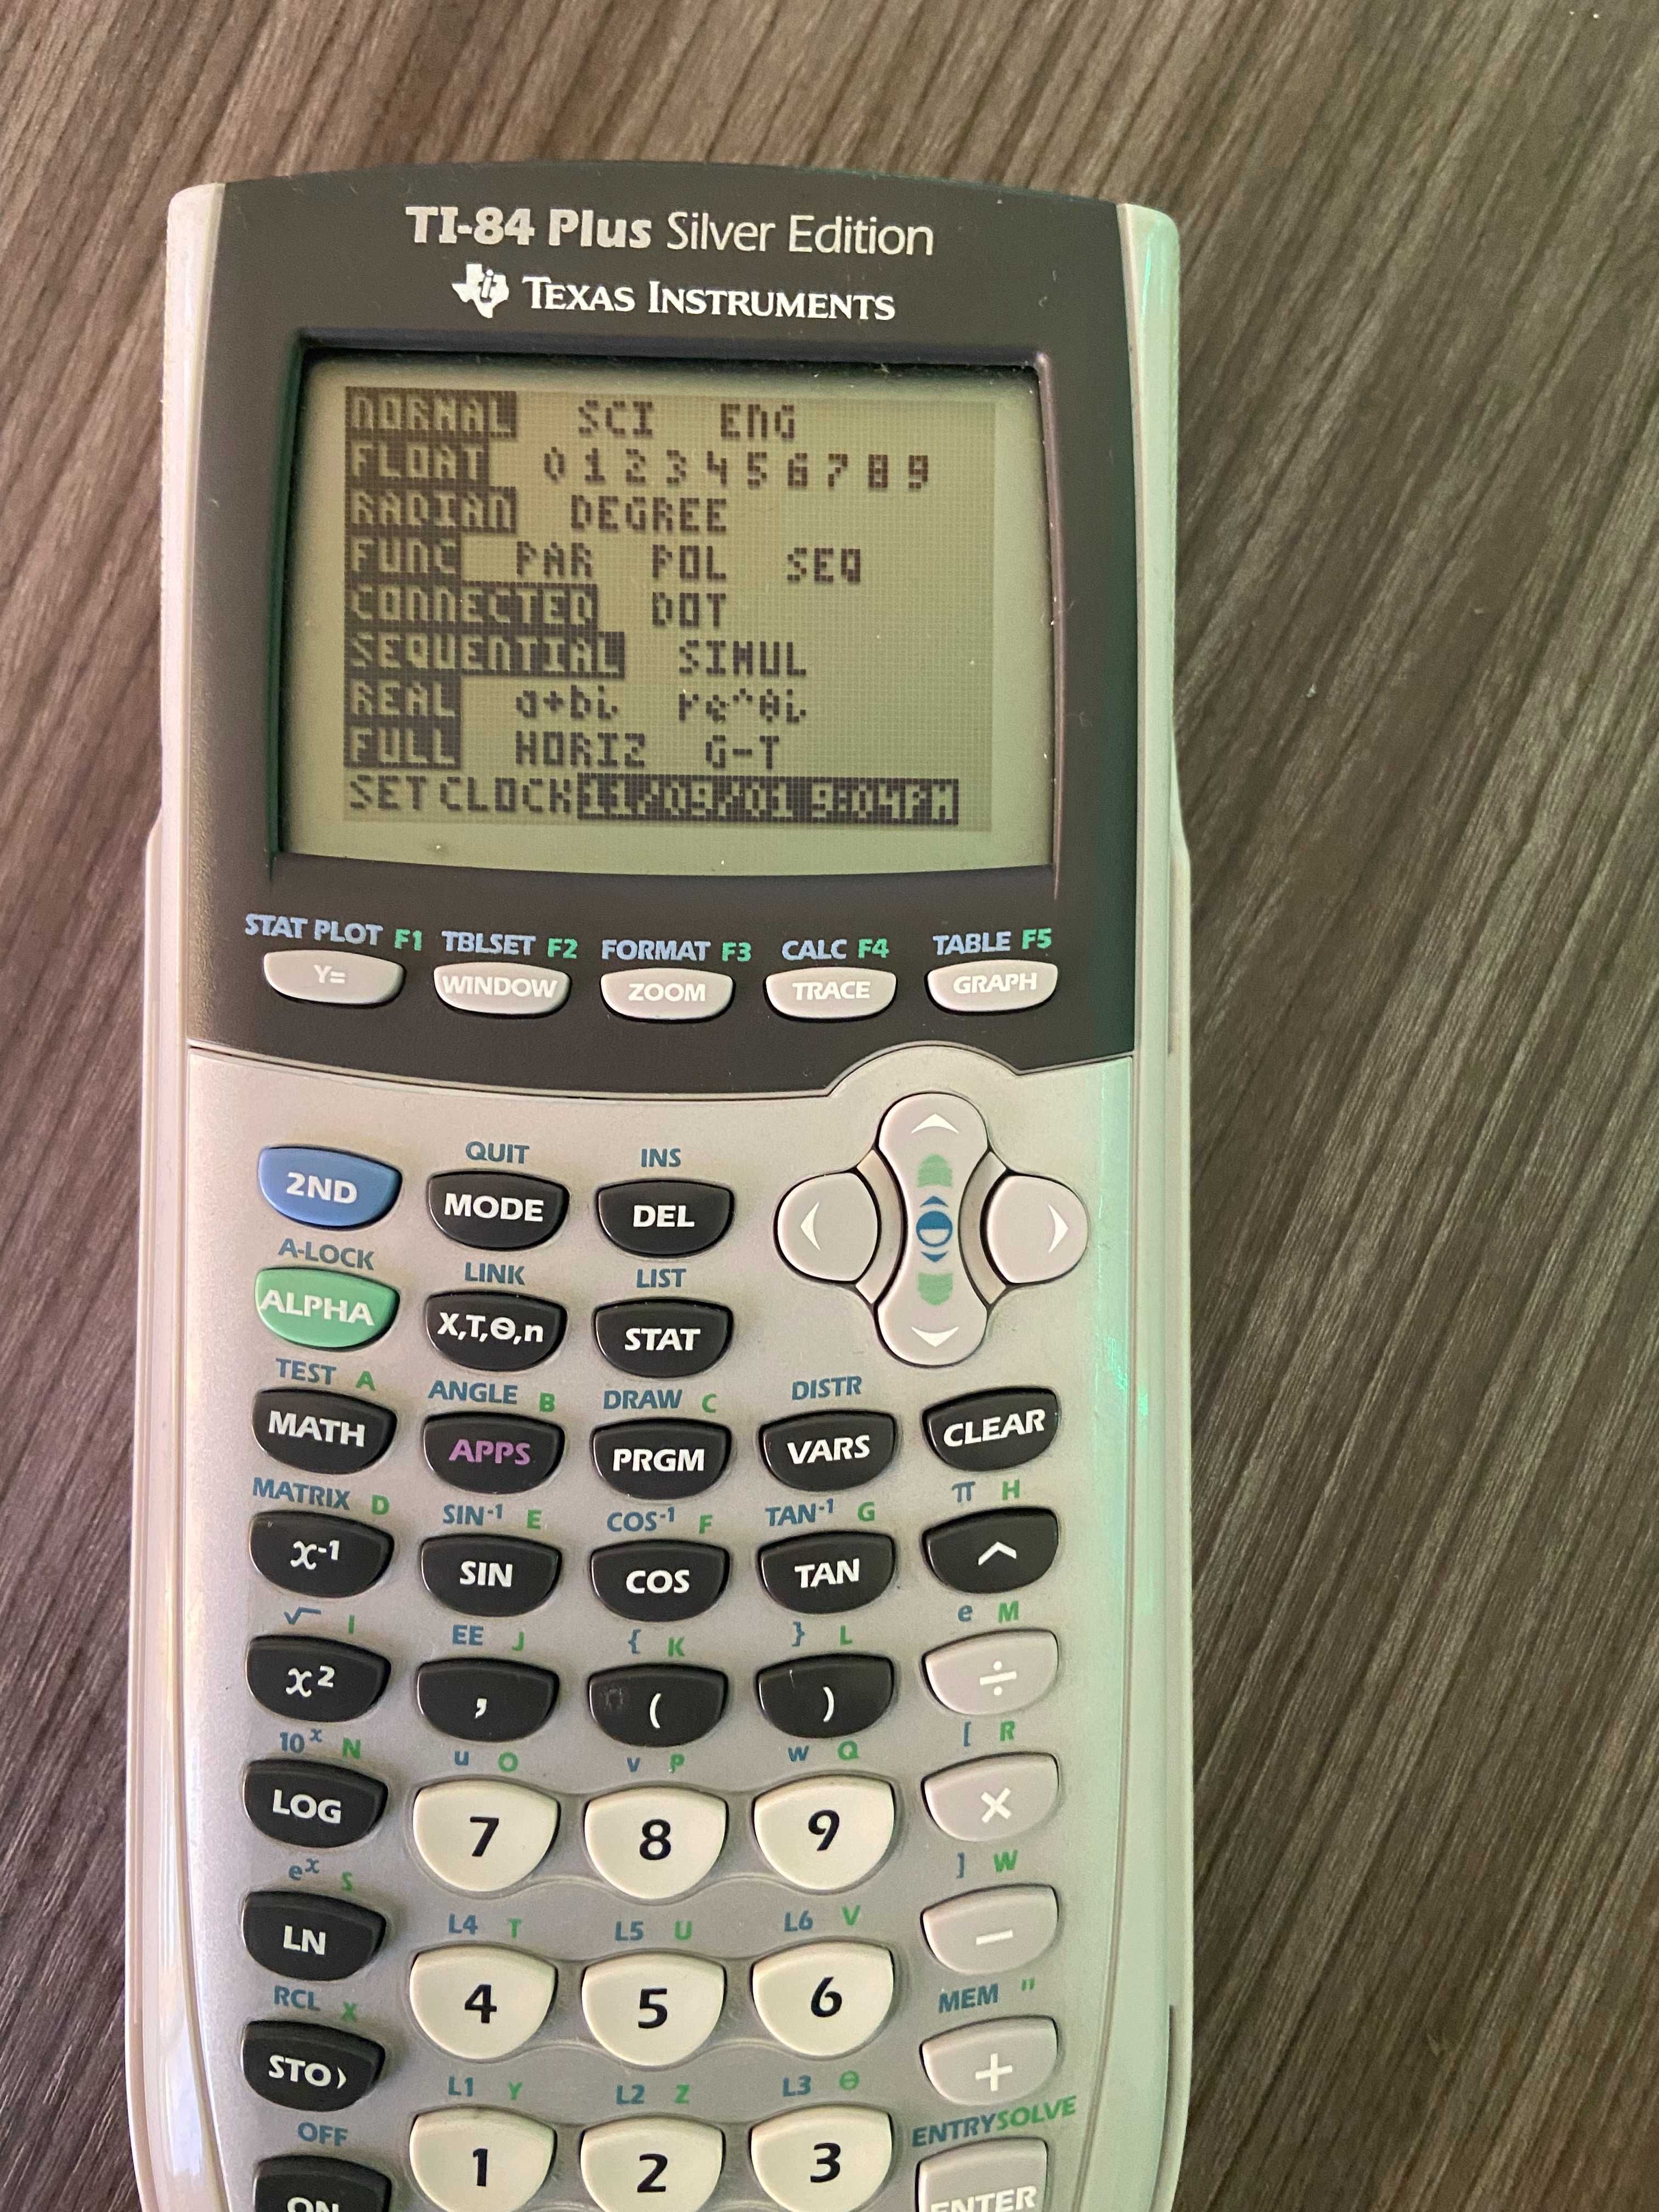 TI-84 Plus Silver Edition
TEXAS INSTRUMENTS
NORMAL SCI ENG
FLOAT 0 1 2 3 4 5 6 7 8 9
RADIAN DEGREE
FUNC PAR POL SEQ
CONNECTED DOT
SEQUENTIAL SIMUL
REAL a+bi re^θi
FULL HORIZ G-T
SET CLOCK 11/09/01 9:04PM
STAT PLOT F1 TBLSET F2 FORMAT F3 CALC F4 TABLE F5
Y= WINDOW ZOOM TRACE GRAPH
QUIT INS
2ND MODE DEL
A-LOCK LINK LIST
ALPHA X,T,Θ,n STAT
TEST A ANGLE B DRAW C DISTR
MATH APPS PRGM VARS CLEAR
MATRIX D SIN-1 E COS-1 F TAN-1 G π H
x-1 SIN COS TAN ^
√ I EE J { K } L e M
x2 , ( ) ÷
10x N u O v P w Q [ R
LOG 7 8 9 ×
ex S L4 T L5 U L6 V ] W
LN 4 5 6 −
RCL X L1 Y L2 Z L3 θ MEM "
STO› 1 2 3 +
OFF ENTRY SOLVE
ON ENTER